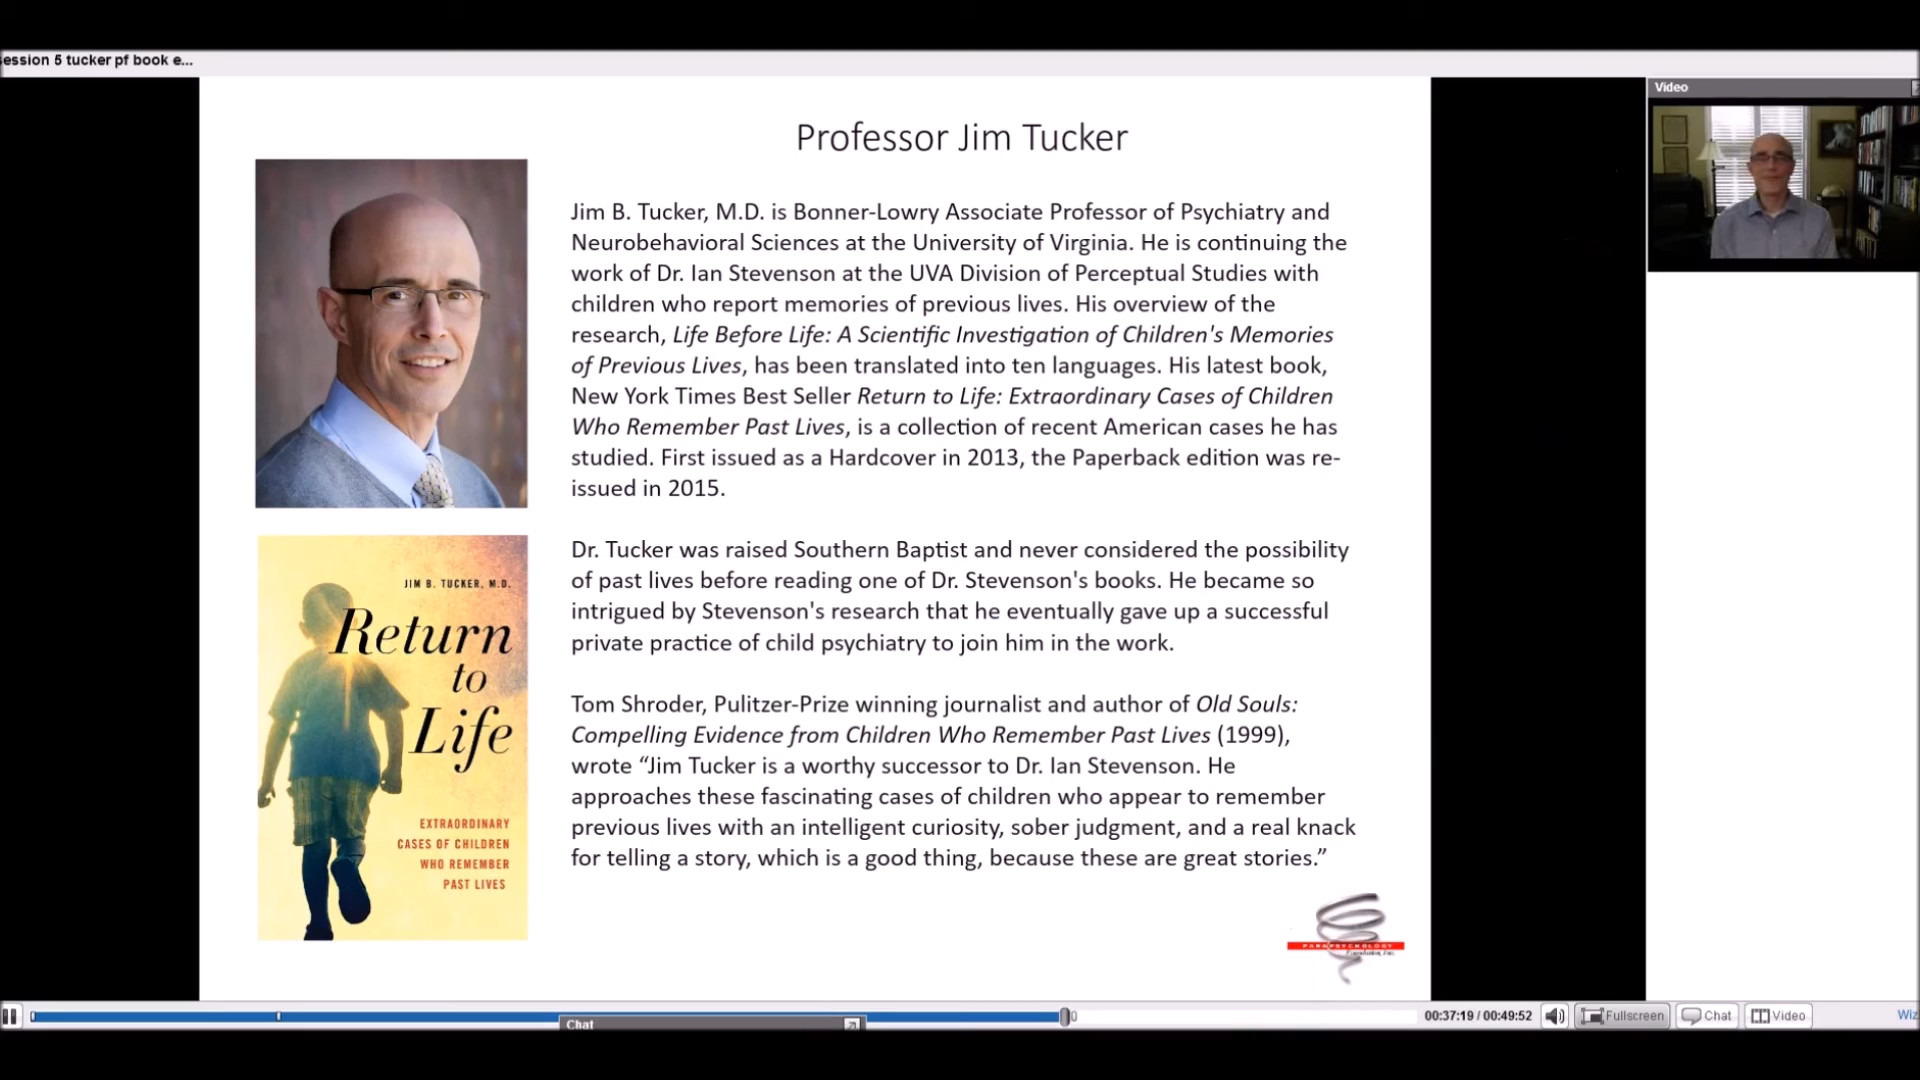 ession 5 tucker pf book e...
Video
Professor Jim Tucker
Jim B. Tucker, M.D. is Bonner-Lowry Associate Professor of Psychiatry and
Neurobehavioral Sciences at the University of Virginia. He is continuing the
work of Dr. Ian Stevenson at the UVA Division of Perceptual Studies with
children who report memories of previous lives. His overview of the
research, Life Before Life: A Scientific Investigation of Children's Memories
of Previous Lives, has been translated into ten languages. His latest book,
New York Times Best Seller Return to Life: Extraordinary Cases of Children
Who Remember Past Lives, is a collection of recent American cases he has
studied. First issued as a Hardcover in 2013, the Paperback edition was re-
issued in 2015.
Dr. Tucker was raised Southern Baptist and never considered the possibility
of past lives before reading one of Dr. Stevenson's books. He became so
intrigued by Stevenson's research that he eventually gave up a successful
private practice of child psychiatry to join him in the work.
Tom Shroder, Pulitzer-Prize winning journalist and author of Old Souls:
Compelling Evidence from Children Who Remember Past Lives (1999),
wrote “Jim Tucker is a worthy successor to Dr. Ian Stevenson. He
approaches these fascinating cases of children who appear to remember
previous lives with an intelligent curiosity, sober judgment, and a real knack
for telling a story, which is a good thing, because these are great stories.”
JIM B. TUCKER, M.D.
Return
to
Life
EXTRAORDINARY
CASES OF CHILDREN
WHO REMEMBER
PAST LIVES
PARAPSYCHOLOGY
Foundation, Inc.
Chat
00:37:19 / 00:49:52
Fullscreen
Chat
Video
Wiz